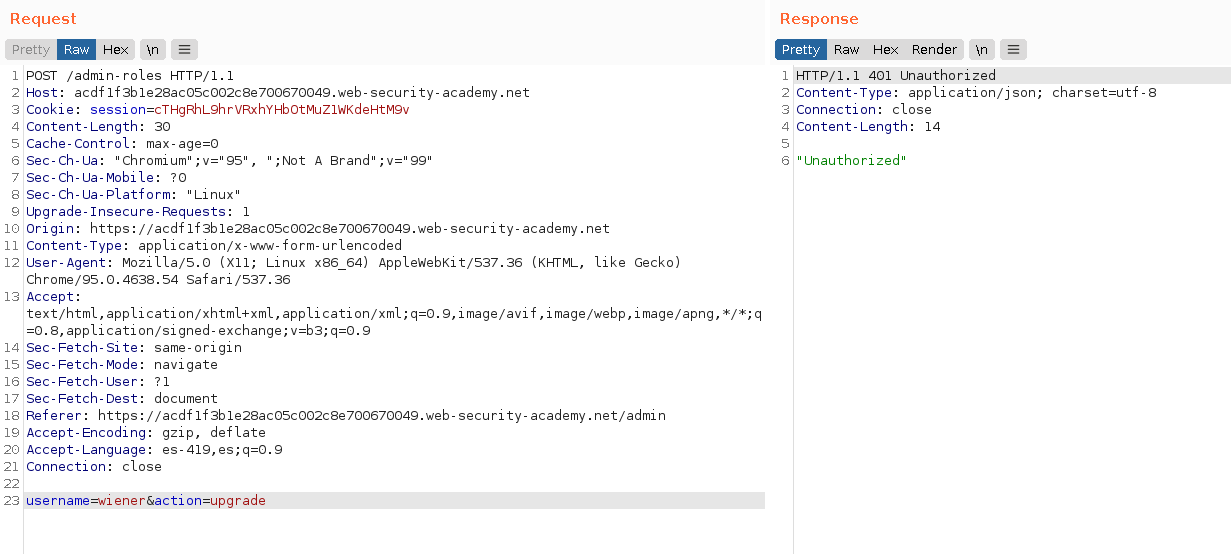 Request
Pretty Raw Hex \n ≡
1 POST /admin-roles HTTP/1.1
2 Host: acdf1f3b1e28ac05c002c8e700670049.web-security-academy.net
3 Cookie: session=cTHgRhL9hrVRxhYHbOtMuZ1WKdeHtM9v
4 Content-Length: 30
5 Cache-Control: max-age=0
6 Sec-Ch-Ua: "Chromium";v="95", ";Not A Brand";v="99"
7 Sec-Ch-Ua-Mobile: ?0
8 Sec-Ch-Ua-Platform: "Linux"
9 Upgrade-Insecure-Requests: 1
10 Origin: https://acdf1f3b1e28ac05c002c8e700670049.web-security-academy.net
11 Content-Type: application/x-www-form-urlencoded
12 User-Agent: Mozilla/5.0 (X11; Linux x86_64) AppleWebKit/537.36 (KHTML, like Gecko)
Chrome/95.0.4638.54 Safari/537.36
13 Accept:
text/html,application/xhtml+xml,application/xml;q=0.9,image/avif,image/webp,image/apng,*/*;q
=0.8,application/signed-exchange;v=b3;q=0.9
14 Sec-Fetch-Site: same-origin
15 Sec-Fetch-Mode: navigate
16 Sec-Fetch-User: ?1
17 Sec-Fetch-Dest: document
18 Referer: https://acdf1f3b1e28ac05c002c8e700670049.web-security-academy.net/admin
19 Accept-Encoding: gzip, deflate
20 Accept-Language: es-419,es;q=0.9
21 Connection: close
22
23 username=wiener&action=upgrade
Response
Pretty Raw Hex Render \n ≡
1 HTTP/1.1 401 Unauthorized
2 Content-Type: application/json; charset=utf-8
3 Connection: close
4 Content-Length: 14
5
6 "Unauthorized"